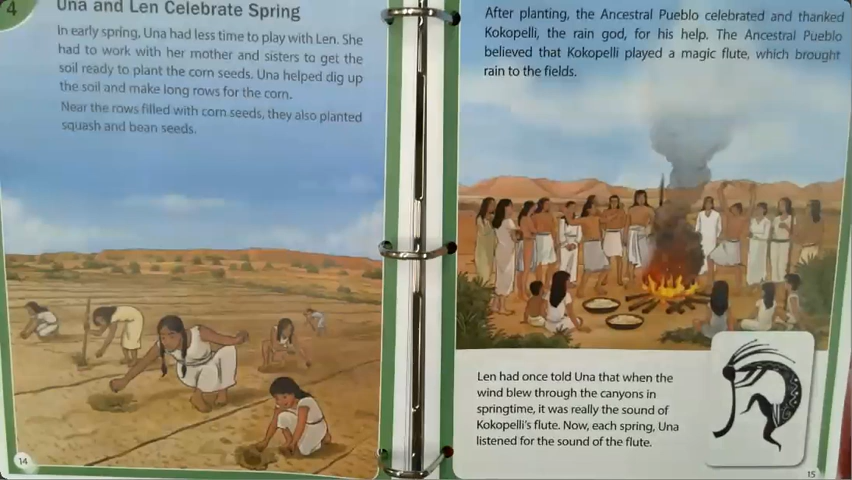 4
Una and Len Celebrate Spring
In early spring, Una had less time to play with Len. She
had to work with her mother and sisters to get the
soil ready to plant the corn seeds. Una helped dig up
the soil and make long rows for the corn.
Near the rows filled with corn seeds, they also planted
squash and bean seeds.
14
After planting, the Ancestral Pueblo celebrated and thanked
Kokopelli, the rain god, for his help. The Ancestral Pueblo
believed that Kokopelli played a magic flute, which brought
rain to the fields.
Len had once told Una that when the
wind blew through the canyons in
springtime, it was really the sound of
Kokopelli's flute. Now, each spring, Una
listened for the sound of the flute.
15